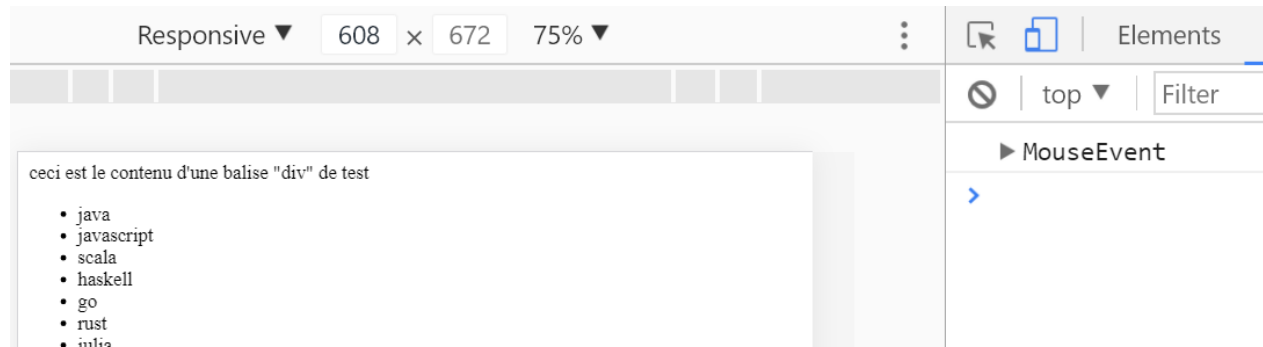 Responsive ▼ 608 × 672 75% ▼
Elements
top ▼ Filter
▶ MouseEvent
ceci est le contenu d'une balise "div" de test
• java
• javascript
• scala
• haskell
• go
• rust
• julia